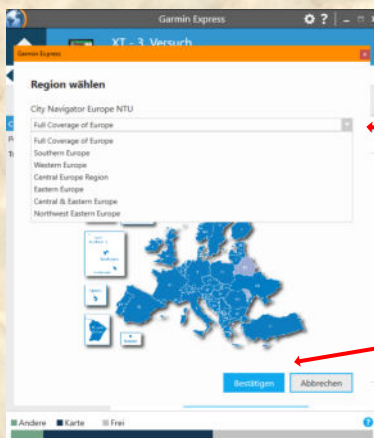 Garmin Express
XT - 3. Versuch
Garmin Express
Region wählen
City Navigator Europe NTU
Full Coverage of Europe
Full Coverage of Europe
Southern Europe
Western Europe
Central Europe Region
Eastern Europe
Central & Eastern Europe
Northwest Eastern Europe
Bestätigen Abbrechen
Andere Karte Frei